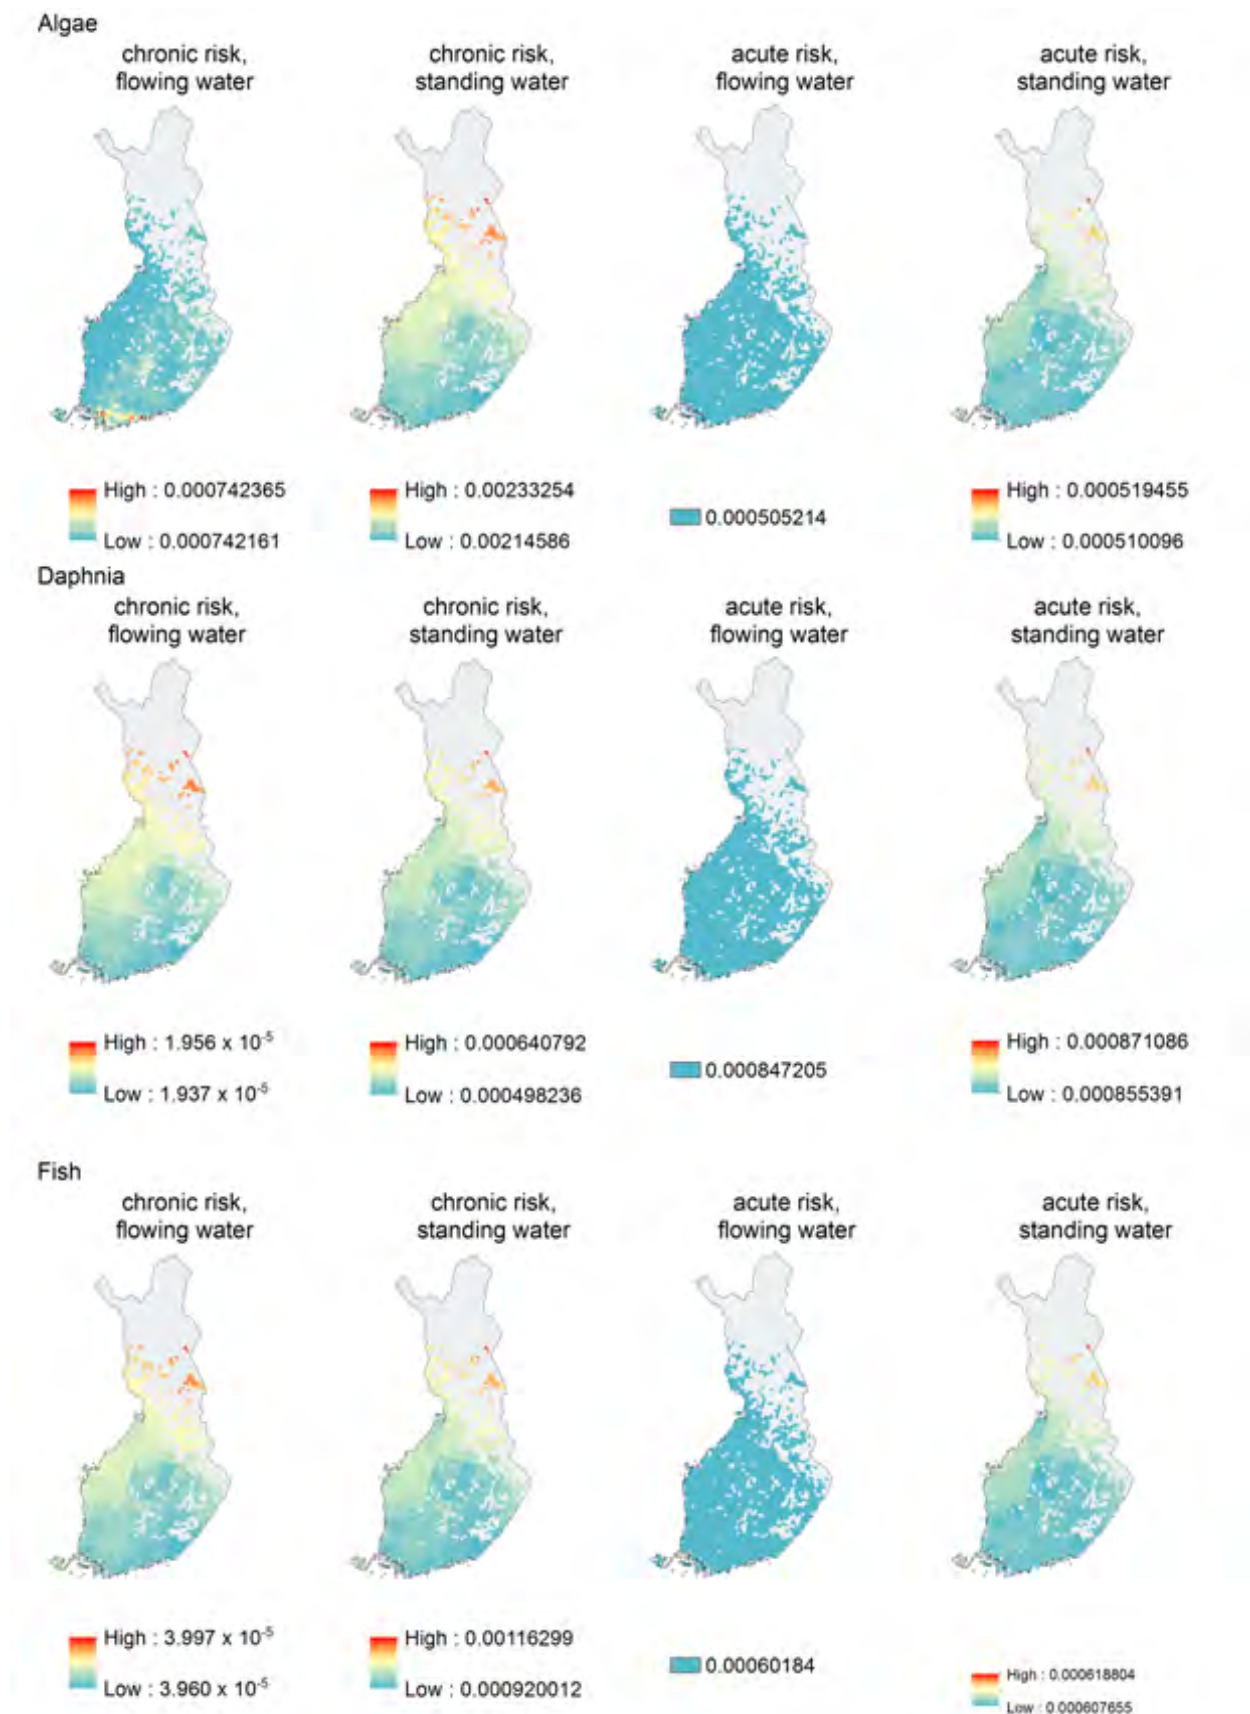 Algae
chronic risk,
flowing water
chronic risk,
standing water
acute risk,
flowing water
acute risk,
standing water
High : 0.000742365
Low : 0.000742161
High : 0.00233254
Low : 0.00214586
0.000505214
High : 0.000519455
Low : 0.000510096
Daphnia
chronic risk,
flowing water
chronic risk,
standing water
acute risk,
flowing water
acute risk,
standing water
High : 1.956 x 10⁻⁵
Low : 1.937 x 10⁻⁵
High : 0.000640792
Low : 0.000498236
0.000847205
High : 0.000871086
Low : 0.000855391
Fish
chronic risk,
flowing water
chronic risk,
standing water
acute risk,
flowing water
acute risk,
standing water
High : 3.997 x 10⁻⁵
Low : 3.960 x 10⁻⁵
High : 0.00116299
Low : 0.000920012
0.00060184
High : 0.000618804
Low : 0.000607655